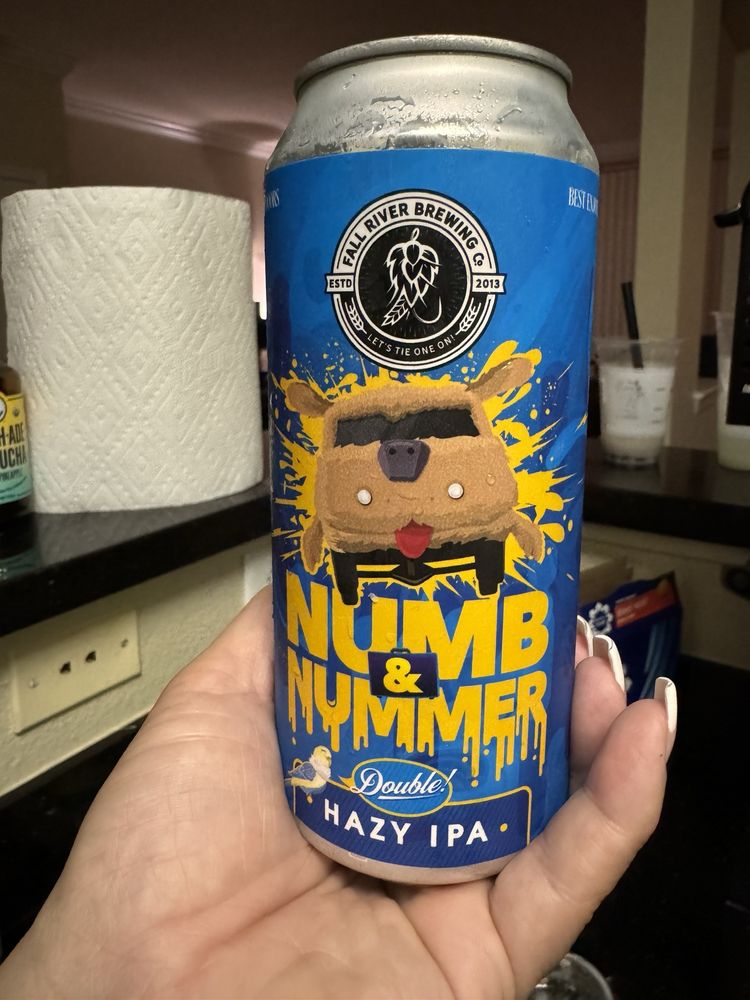 FALL RIVER BREWING Co
ESTD
2013
LET'S TIE ONE ON!
BEST
NUMB
&
NUMMER
Double!
HAZY IPA